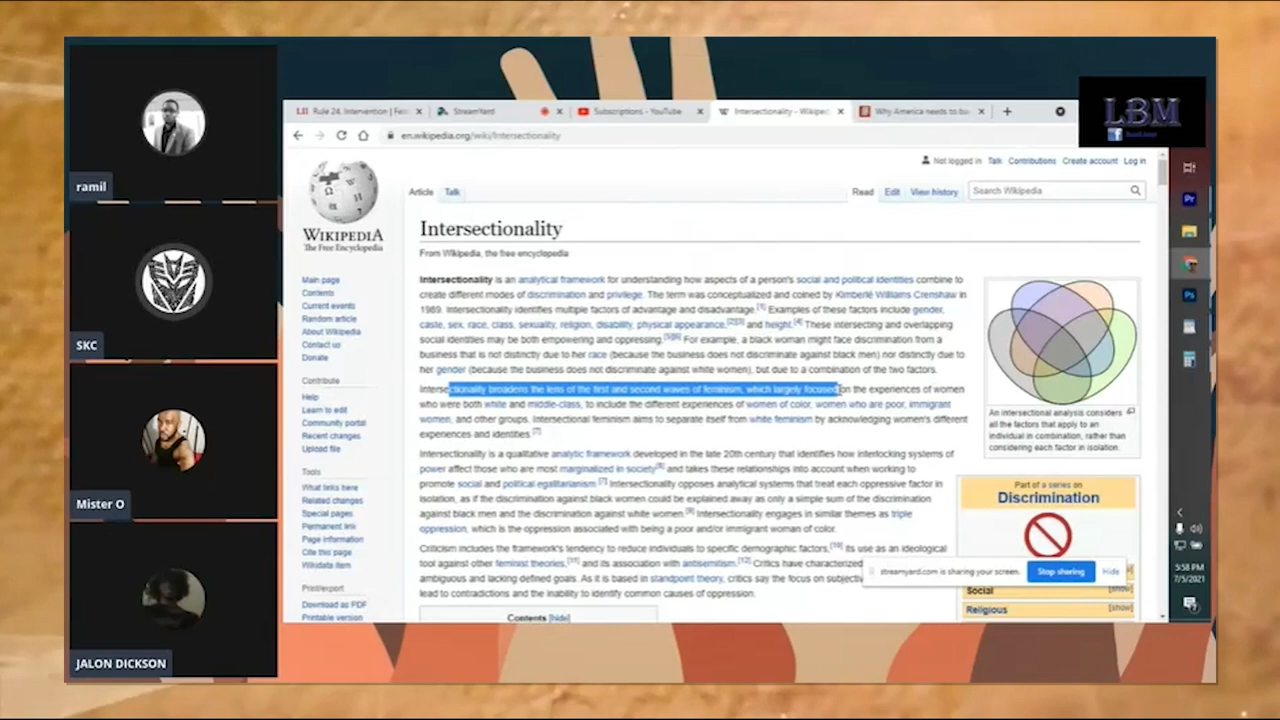 ramil
SKC
Mister O
JALON DICKSON
LBM
Rule 24. Intervention | Fed
StreamYard
Subscriptions - YouTube
Intersectionality - Wikiped
Why America needs to
en.wikipedia.org/wiki/Intersectionality
Not logged in Talk Contributions Create account Log in
WIKIPEDIA
The Free Encyclopedia
Article Talk
Read Edit View history
Search Wikipedia
Main page
Contents
Current events
Random article
About Wikipedia
Contact us
Donate
Contribute
Help
Learn to edit
Community portal
Recent changes
Upload file
Tools
What links here
Related changes
Special pages
Permanent link
Page information
Cite this page
Wikidata item
Print/export
Download as PDF
Printable version
Intersectionality
From Wikipedia, the free encyclopedia
Intersectionality is an analytical framework for understanding how aspects of a person's social and political identities combine to
create different modes of discrimination and privilege. The term was conceptualized and coined by Kimberlé Williams Crenshaw in
1989. Intersectionality identifies multiple factors of advantage and disadvantage.[1] Examples of these factors include gender,
caste, sex, race, class, sexuality, religion, disability, physical appearance,[2][3] and height.[4] These intersecting and overlapping
social identities may be both empowering and oppressing.[5][6] For example, a black woman might face discrimination from a
business that is not distinctly due to her race (because the business does not discriminate against black men) nor distinctly due to
her gender (because the business does not discriminate against white women), but due to a combination of the two factors.
Intersectionality broadens the lens of the first and second waves of feminism, which largely focused on the experiences of women
who were both white and middle-class, to include the different experiences of women of color, women who are poor, immigrant
women, and other groups. Intersectional feminism aims to separate itself from white feminism by acknowledging women's different
experiences and identities.[7]
Intersectionality is a qualitative analytic framework developed in the late 20th century that identifies how interlocking systems of
power affect those who are most marginalized in society[8] and takes these relationships into account when working to
promote social and political egalitarianism.[7] Intersectionality opposes analytical systems that treat each oppressive factor in
isolation, as if the discrimination against black women could be explained away as only a simple sum of the discrimination
against black men and the discrimination against white women.[9] Intersectionality engages in similar themes as triple
oppression, which is the oppression associated with being a poor and/or immigrant woman of color.
Criticism includes the framework's tendency to reduce individuals to specific demographic factors,[10] its use as an ideological
tool against other feminist theories,[11] and its association with antisemitism.[12] Critics have characterized
ambiguous and lacking defined goals. As it is based in standpoint theory, critics say the focus on subjective
lead to contradictions and the inability to identify common causes of oppression.
Contents [hide]
An intersectional analysis considers
all the factors that apply to an
individual in combination, rather than
considering each factor in isolation.
Part of a series on
Discrimination
streamyard.com is sharing your screen. Stop sharing Hide
Social [show]
Religious [show]
5:58 PM
7/5/2021